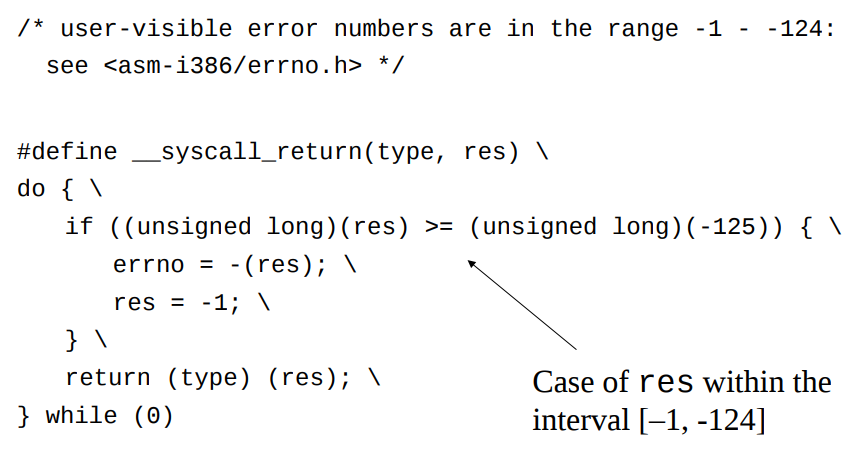 /* user-visible error numbers are in the range -1 - -124:
see <asm-i386/errno.h> */
#define __syscall_return(type, res) \
do { \
if ((unsigned long)(res) >= (unsigned long)(-125)) { \
errno = -(res); \
res = -1; \
} \
return (type) (res); \
} while (0)
Case of res within the
interval [–1, -124]